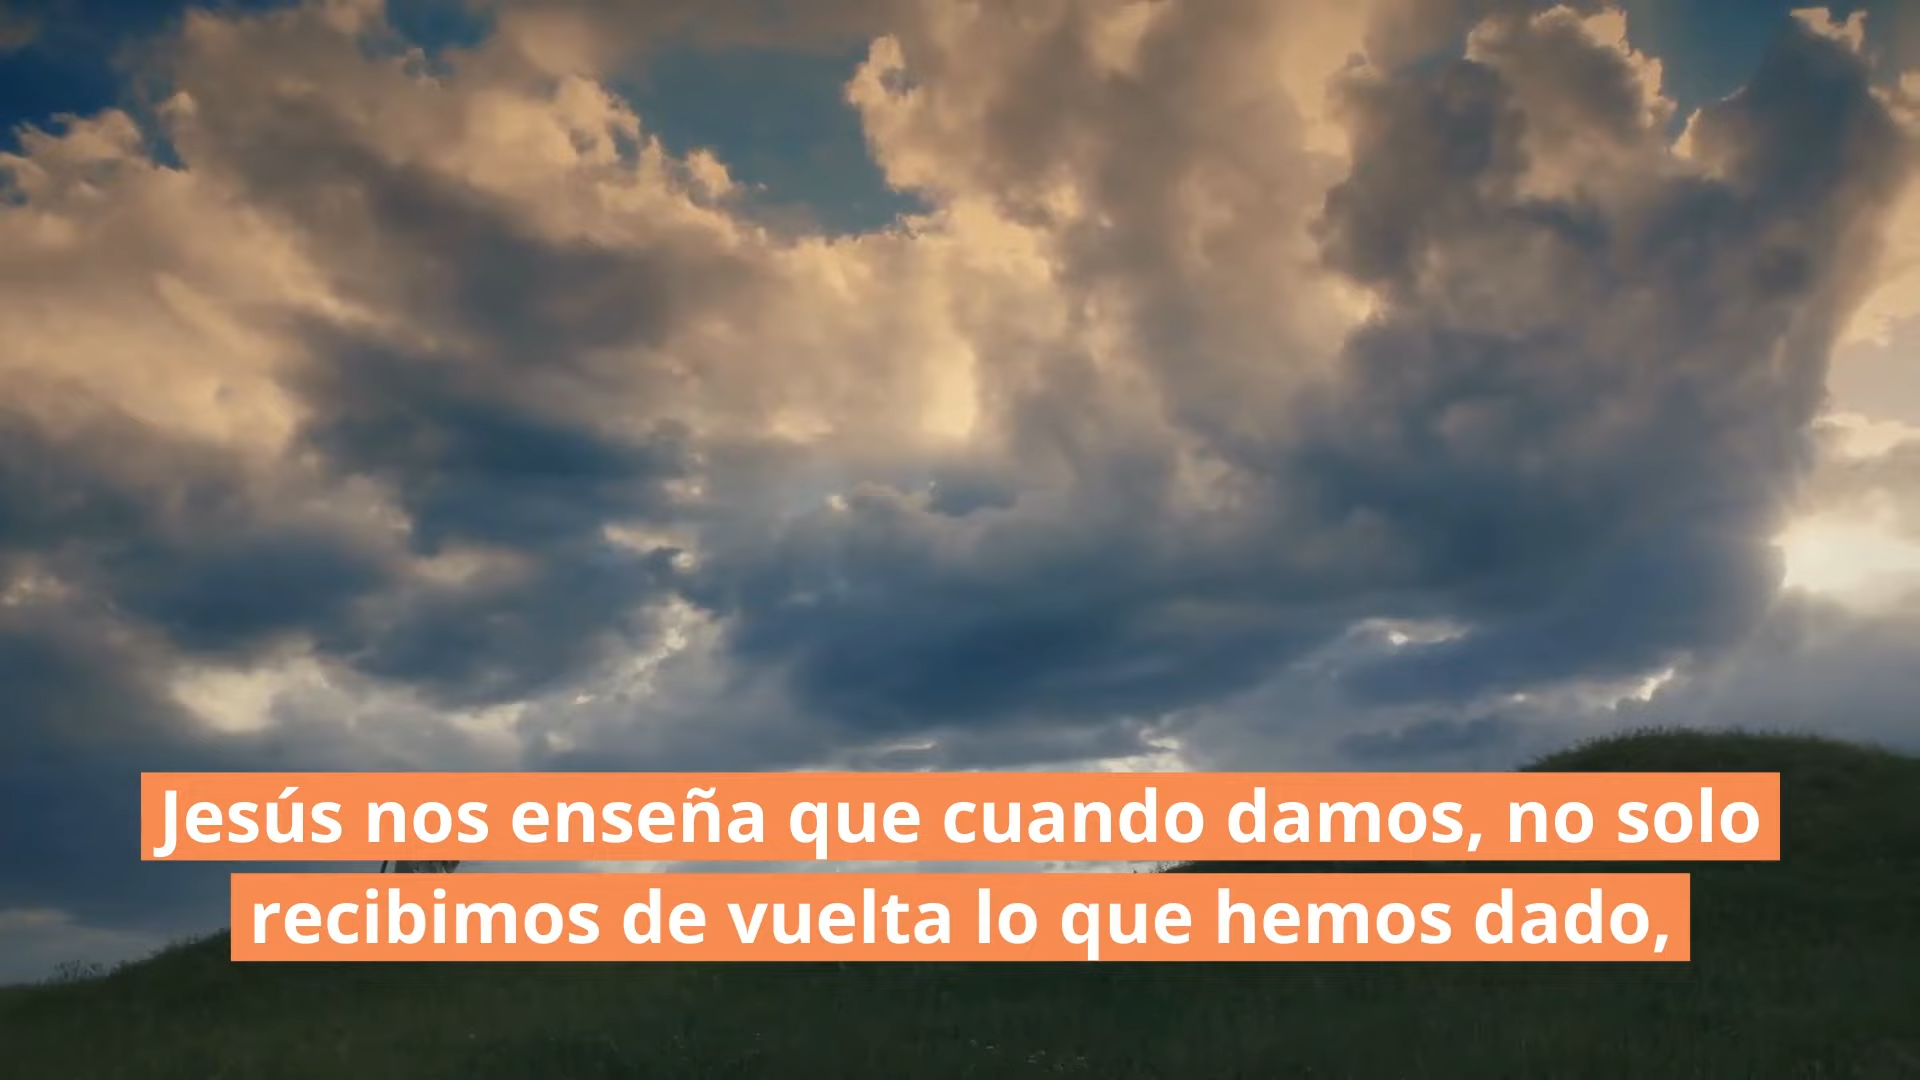 Jesús nos enseña que cuando damos, no solo
recibimos de vuelta lo que hemos dado,